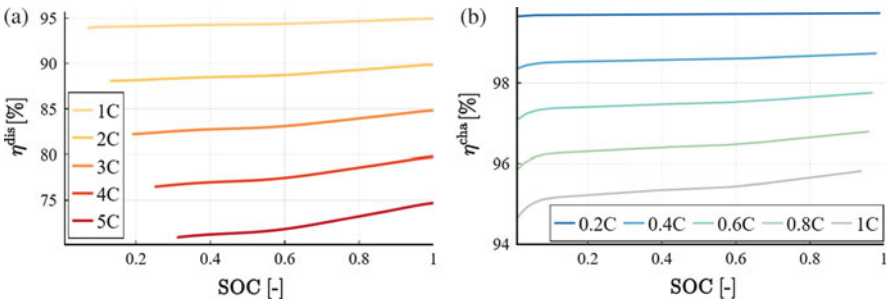 (a)
95
90
85
80
75
η^dis [%]
1C
2C
3C
4C
5C
0.2
0.4
0.6
0.8
1
SOC [-]
(b)
98
96
94
η^cha [%]
0.2C
0.4C
0.6C
0.8C
1C
0.2
0.4
0.6
0.8
1
SOC [-]